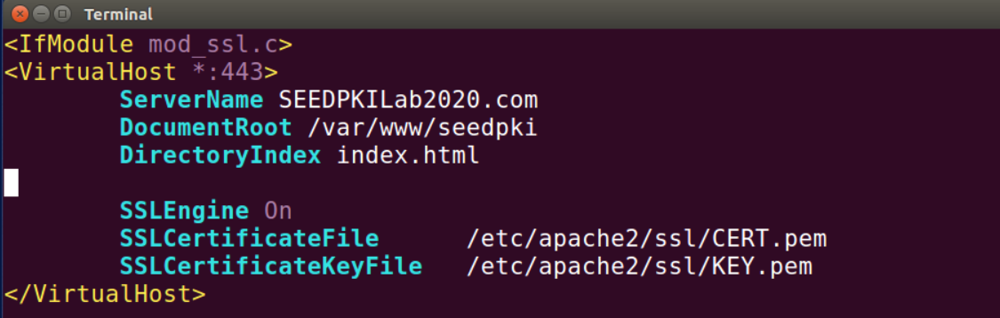 Terminal
<IfModule mod_ssl.c>
<VirtualHost *:443>
ServerName SEEDPKILab2020.com
DocumentRoot /var/www/seedpki
DirectoryIndex index.html
SSLEngine On
SSLCertificateFile /etc/apache2/ssl/CERT.pem
SSLCertificateKeyFile /etc/apache2/ssl/KEY.pem
</VirtualHost>